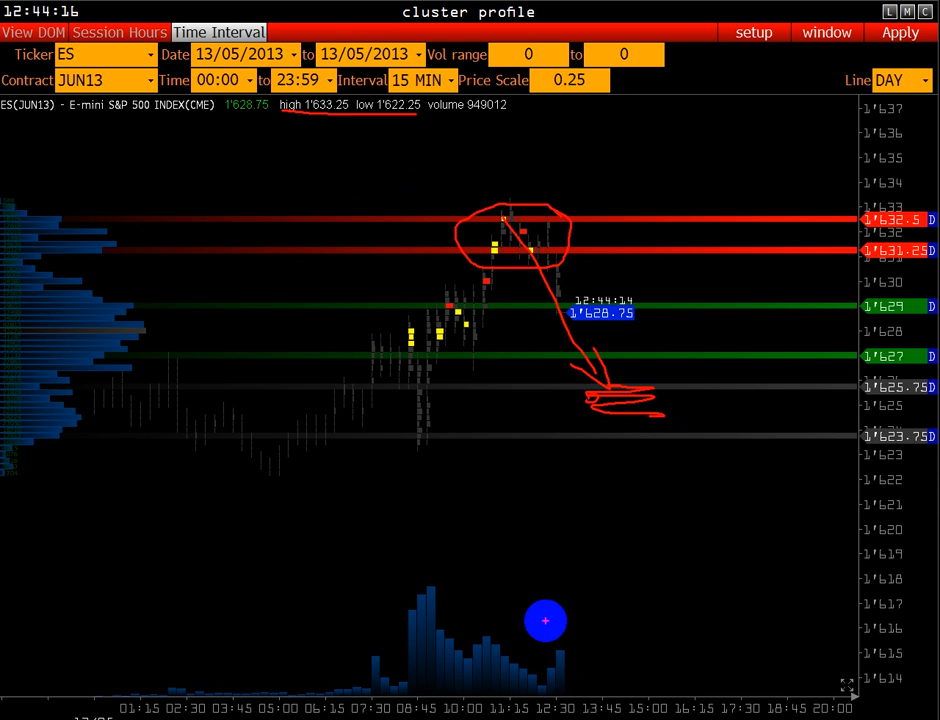 12:44:16 cluster profile L M C
View DOM Session Hours Time Interval setup window Apply
Ticker ES Date 13/05/2013 to 13/05/2013 Vol range 0 to 0
Contract JUN13 Time 00:00 to 23:59 Interval 15 MIN Price Scale 0.25 Line DAY
ES(JUN13) - E-mini S&P 500 INDEX(CME) 1'628.75 high 1'633.25 low 1'622.25 volume 949012
1'637
1'636
1'635
1'634
1'633
1'632.5 D
1'632
1'631.25 D
1'630
12:44:14
1'629 D
1'628.75
1'628
1'627 D
1'625.75 D
1'625
1'623.75 D
1'623
1'622
1'621
1'620
1'619
1'618
1'617
1'616
1'615
1'614
01:15 02:30 03:45 05:00 06:15 07:30 08:45 10:00 11:15 12:30 13:45 15:00 16:15 17:30 18:45 20:00